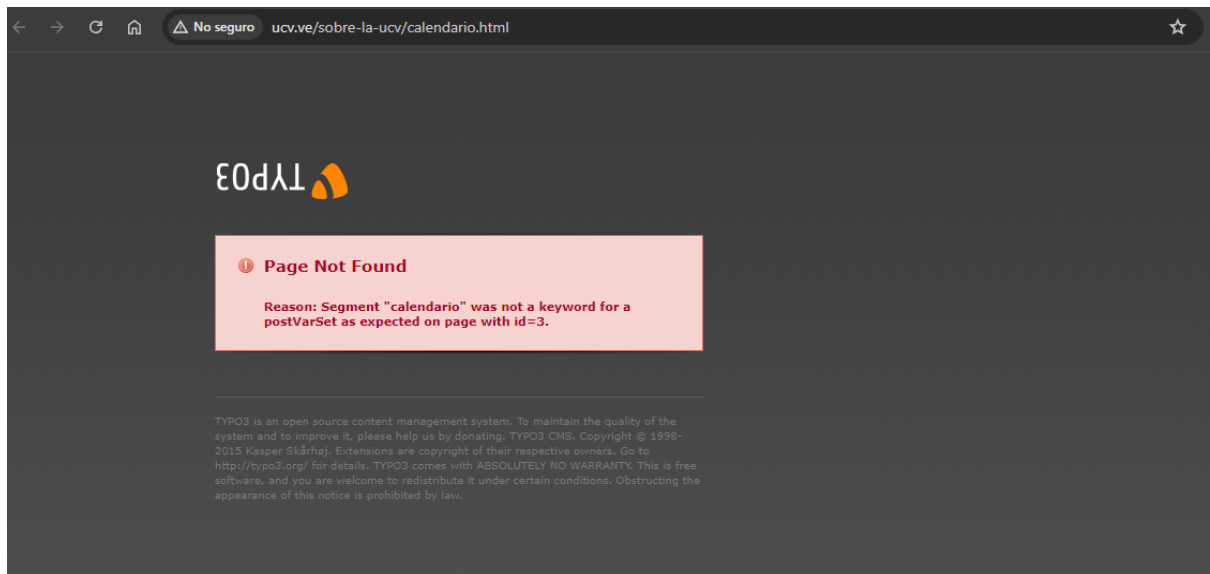 No seguro ucv.ve/sobre-la-ucv/calendario.html
TYPO3
Page Not Found
Reason: Segment "calendario" was not a keyword for a
postVarSet as expected on page with id=3.
TYPO3 is an open source content management system. To maintain the quality of the
system and to improve it, please help us by donating. TYPO3 CMS. Copyright © 1998-
2015 Kasper Skårhøj. Extensions are copyright of their respective owners. Go to
http://typo3.org/ for details. TYPO3 comes with ABSOLUTELY NO WARRANTY. This is free
software, and you are welcome to redistribute it under certain conditions. Obstructing the
appearance of this notice is prohibited by law.